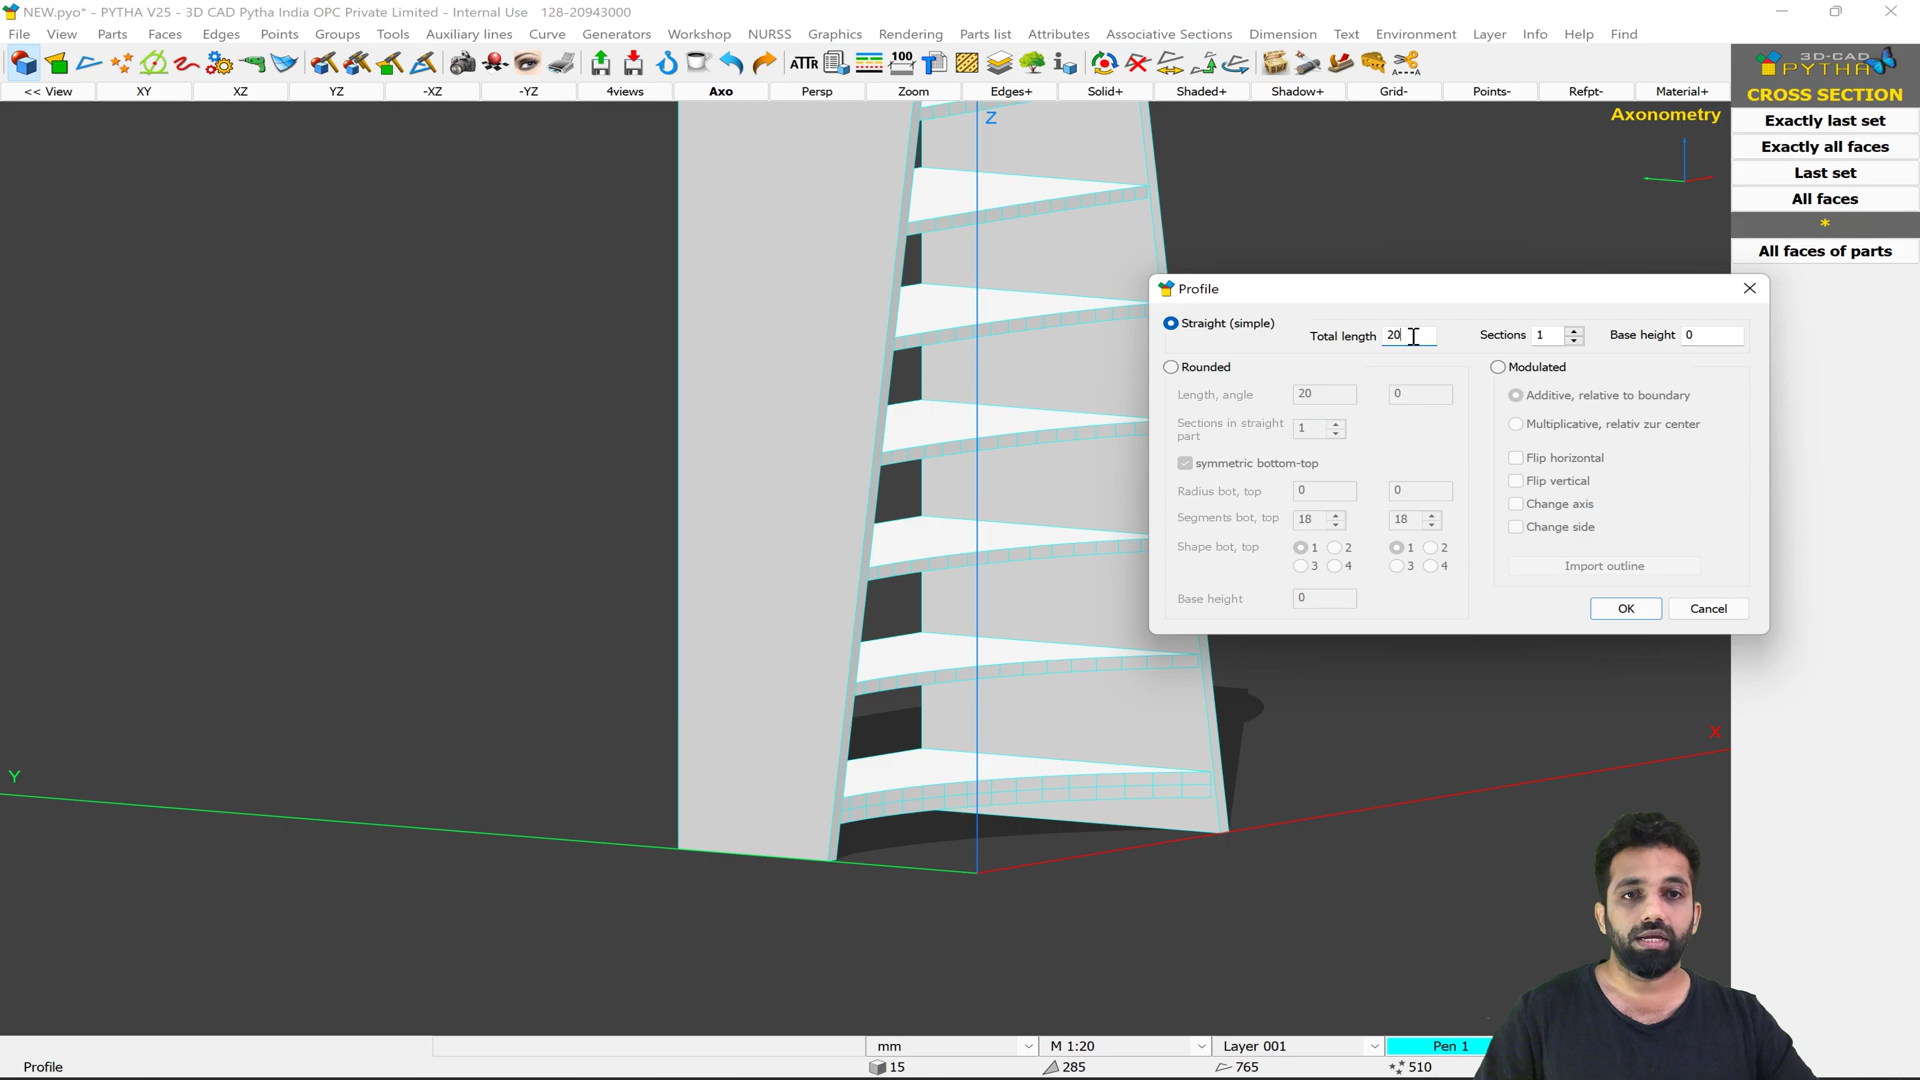 NEW.pyo* - PYTHA V25 - 3D CAD Pytha India OPC Private Limited - Internal Use 128-20943000
File View Parts Faces Edges Points Groups Tools Auxiliary lines Curve Generators Workshop NURSS Graphics Rendering Parts list Attributes Associative Sections Dimension Text Environment Layer Info Help Find
ATTR 100
3D-CAD PYTHA
<< View XY XZ YZ -XZ -YZ 4views Axo Persp Zoom Edges+ Solid+ Shaded+ Shadow+ Grid- Points- Refpt- Material+
CROSS SECTION
Exactly last set
Exactly all faces
Last set
All faces
*
All faces of parts
Axonometry
Z
Y
X
Profile
Straight (simple) Total length 20 Sections 1 Base height 0
Rounded Modulated
Length, angle 20 0 Additive, relative to boundary
Sections in straight part 1 Multiplicative, relativ zur center
symmetric bottom-top Flip horizontal
Flip vertical
Radius bot, top 0 0 Change axis
Segments bot, top 18 18 Change side
Shape bot, top 1 2 1 2
3 4 3 4 Import outline
Base height 0
OK Cancel
mm M 1:20 Layer 001 Pen 1
Profile 15 285 765 510